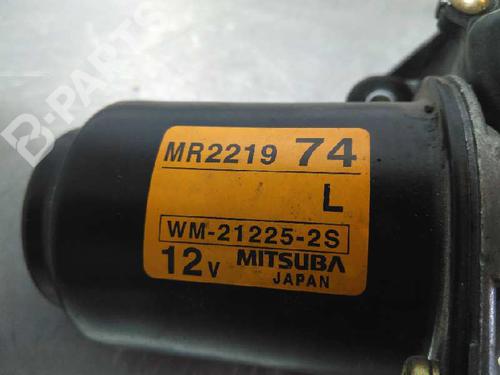 B-PARTS
MR2219 74
L
WM-21225-2S
12V MITSUBA
JAPAN